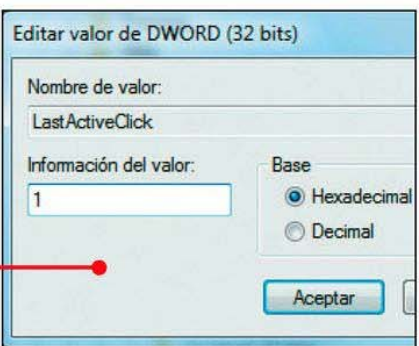 Editar valor de DWORD (32 bits)
Nombre de valor:
LastActiveClick
Información del valor:
1
Base
Hexadecimal
Decimal
Aceptar